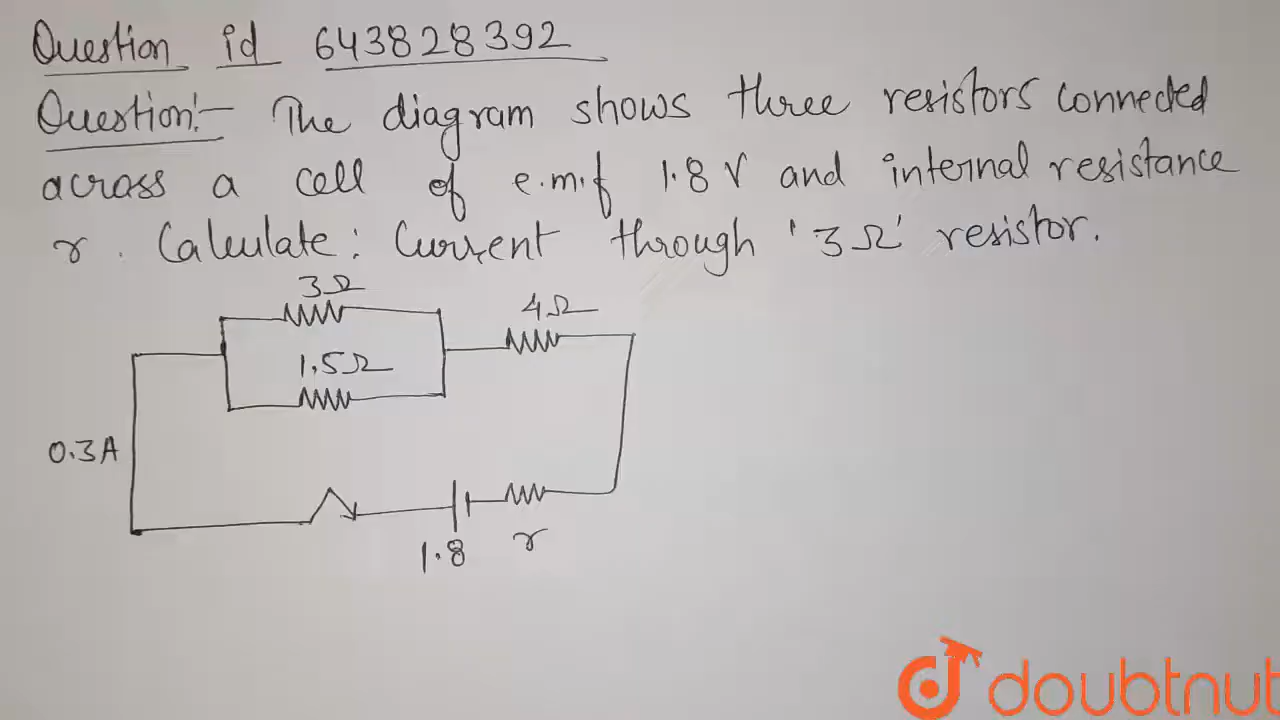 Question id 643828392
Question:- The diagram shows three resistors connected
across a cell of e.m.f 1.8 V and internal resistance
r. Calculate: Current through '3Ω' resistor.
3Ω
4Ω
1.5Ω
0.3A
1.8
r
doubtnut